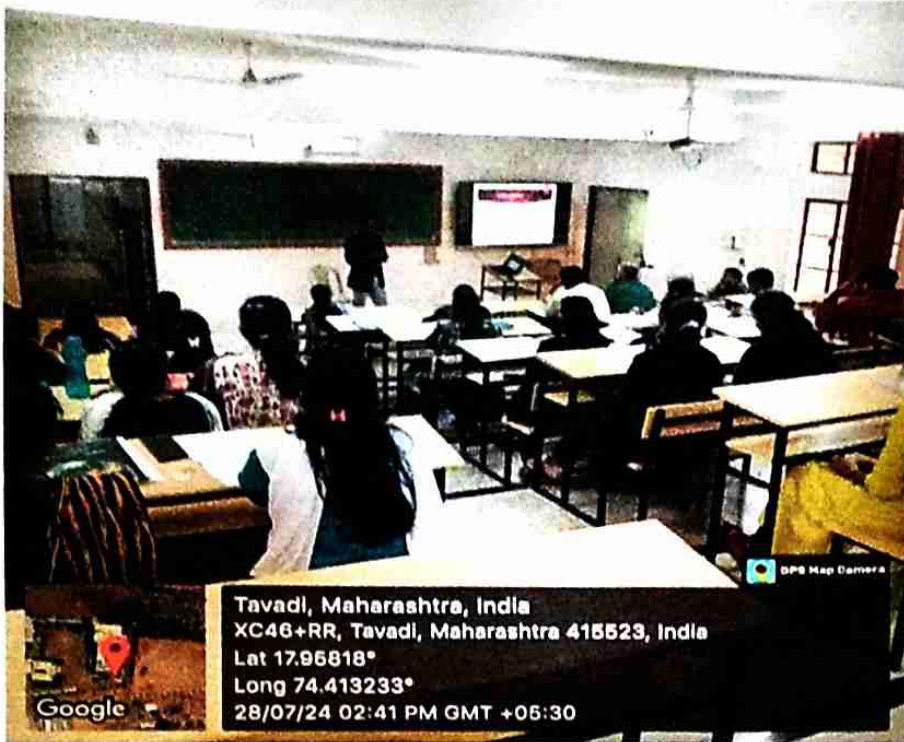 GPS Map Camera
Tavadi, Maharashtra, India
XC46+RR, Tavadi, Maharashtra 415523, India
Lat 17.95818°
Long 74.413233°
28/07/24 02:41 PM GMT +05:30
Google